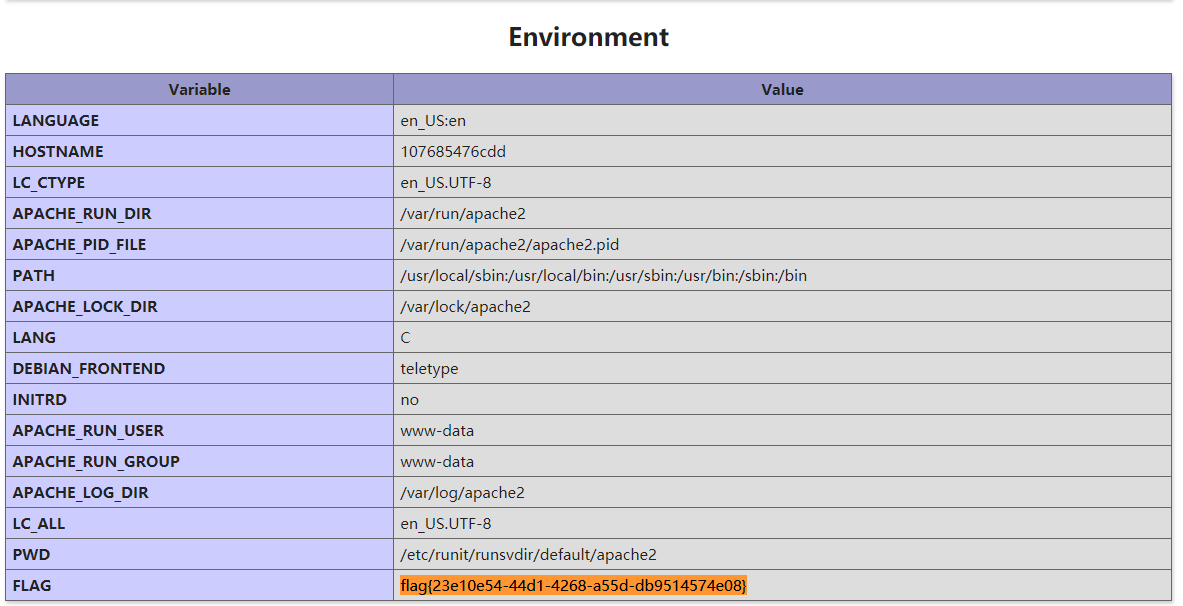 Environment
Variable Value
LANGUAGE en_US:en
HOSTNAME 107685476cdd
LC_CTYPE en_US.UTF-8
APACHE_RUN_DIR /var/run/apache2
APACHE_PID_FILE /var/run/apache2/apache2.pid
PATH /usr/local/sbin:/usr/local/bin:/usr/sbin:/usr/bin:/sbin:/bin
APACHE_LOCK_DIR /var/lock/apache2
LANG C
DEBIAN_FRONTEND teletype
INITRD no
APACHE_RUN_USER www-data
APACHE_RUN_GROUP www-data
APACHE_LOG_DIR /var/log/apache2
LC_ALL en_US.UTF-8
PWD /etc/runit/runsvdir/default/apache2
FLAG flag{23e10e54-44d1-4268-a55d-db9514574e08}